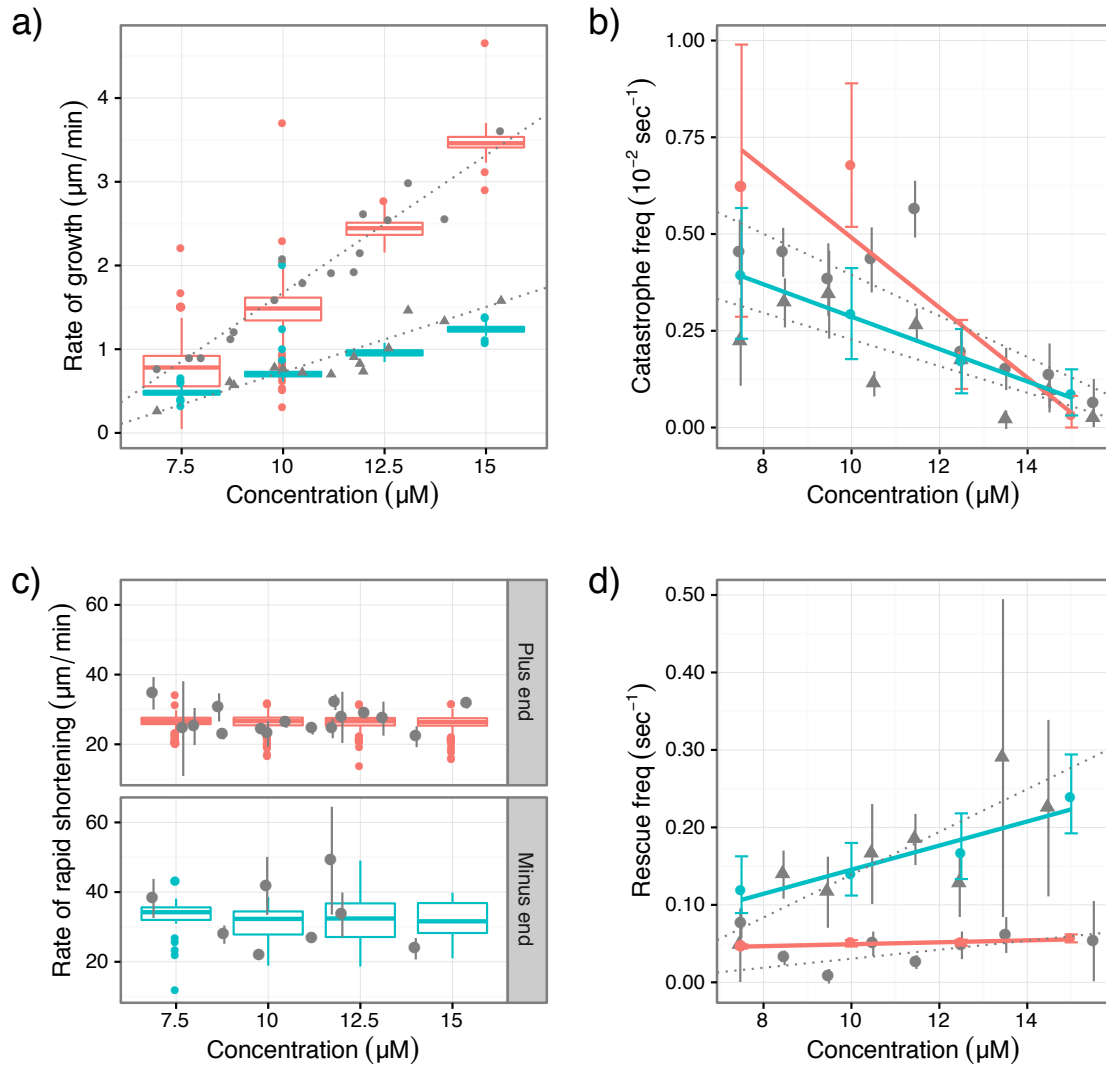 a)
Rate of growth (μm/min)
4
3
2
1
0
7.5 10 12.5 15
Concentration (μM)
b)
Catastrophe freq (10⁻² sec⁻¹)
1.00
0.75
0.50
0.25
0.00
8 10 12 14
Concentration (μM)
c)
Rate of rapid shortening (μm/min)
60
40
20
Plus end
60
40
20
Minus end
7.5 10 12.5 15
Concentration (μM)
d)
Rescue freq (sec⁻¹)
0.50
0.30
0.20
0.10
0.00
8 10 12 14
Concentration (μM)